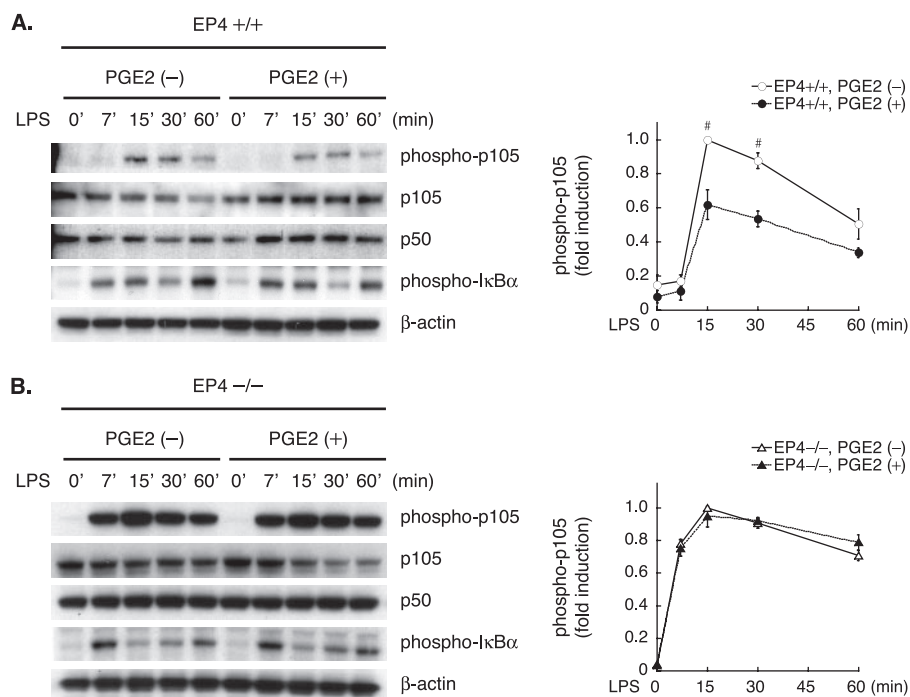 A.
EP4 +/+
PGE2 (−) PGE2 (+)
LPS 0’ 7’ 15’ 30’ 60’ 0’ 7’ 15’ 30’ 60’ (min)
phospho-p105
p105
p50
phospho-IκBα
β-actin
EP4+/+, PGE2 (-)
EP4+/+, PGE2 (+)
# #
phospho-p105
(fold induction)
1.0
0.8
0.6
0.4
0.2
0
LPS 0 15 30 45 60 (min)
B.
EP4 −/−
PGE2 (−) PGE2 (+)
LPS 0’ 7’ 15’ 30’ 60’ 0’ 7’ 15’ 30’ 60’ (min)
phospho-p105
p105
p50
phospho-IκBα
β-actin
EP4−/−, PGE2 (-)
EP4−/−, PGE2 (+)
phospho-p105
(fold induction)
1.0
0.8
0.6
0.4
0.2
0
LPS 0 15 30 45 60 (min)